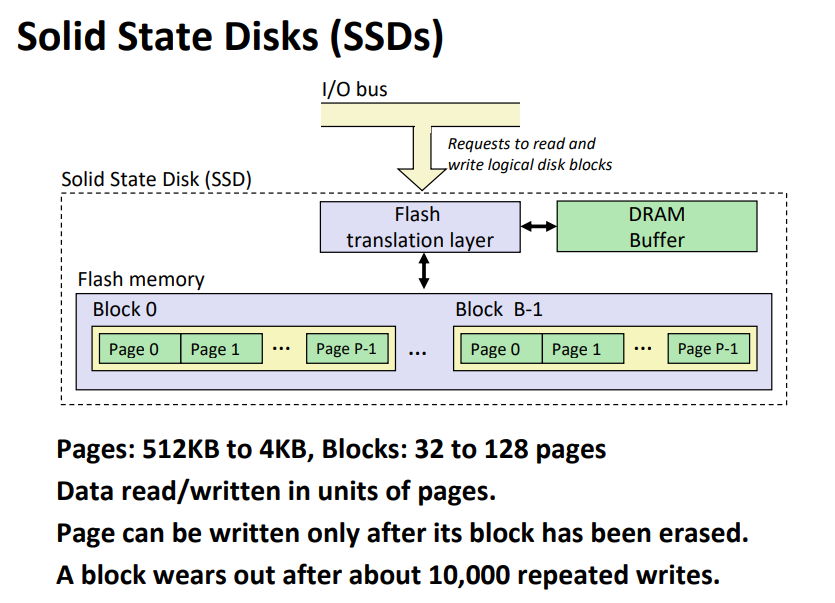 Solid State Disks (SSDs)
I/O bus
Requests to read and
write logical disk blocks
Solid State Disk (SSD)
Flash
translation layer
DRAM
Buffer
Flash memory
Block 0
Block B-1
Page 0 Page 1 ... Page P-1 ... Page 0 Page 1 ... Page P-1
Pages: 512KB to 4KB, Blocks: 32 to 128 pages
Data read/written in units of pages.
Page can be written only after its block has been erased.
A block wears out after about 10,000 repeated writes.